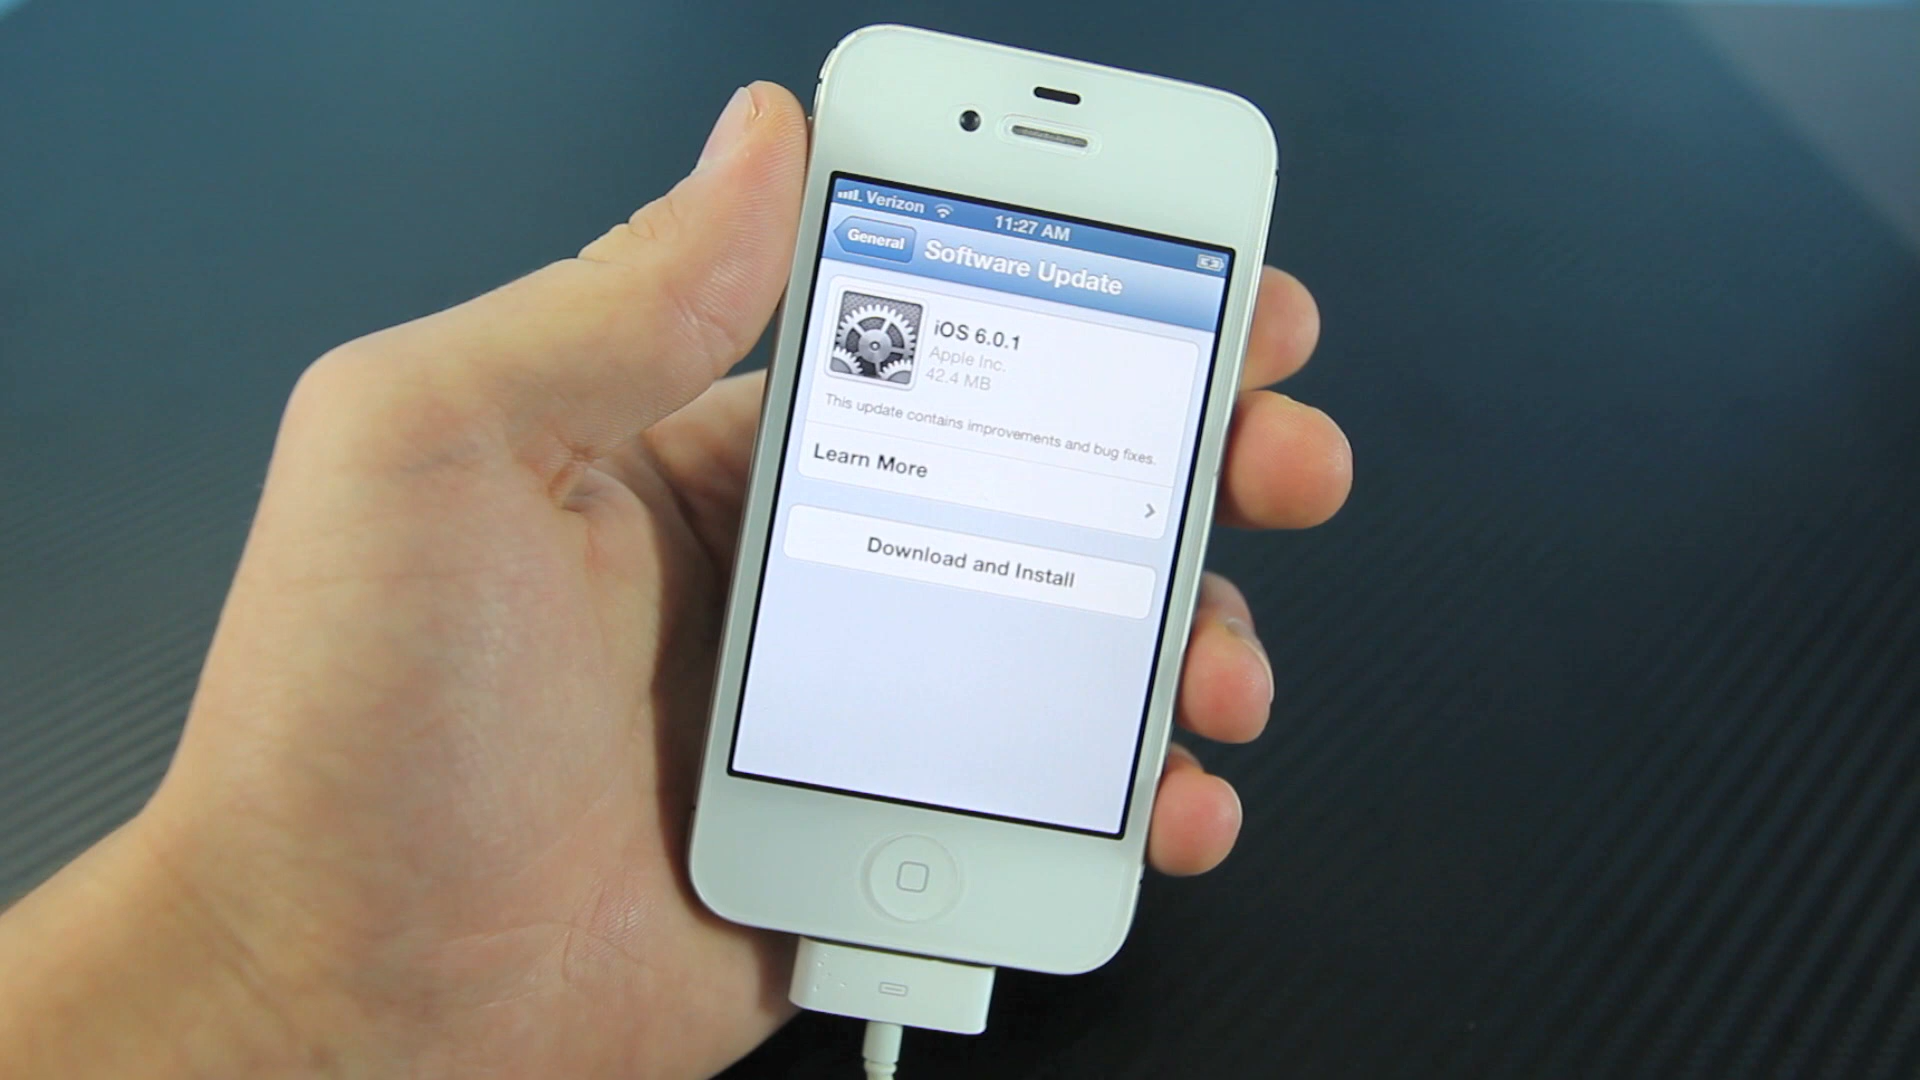 Verizon 11:27 AM
General Software Update
iOS 6.0.1
Apple Inc.
42.4 MB
This update contains improvements and bug fixes.
Learn More
Download and Install